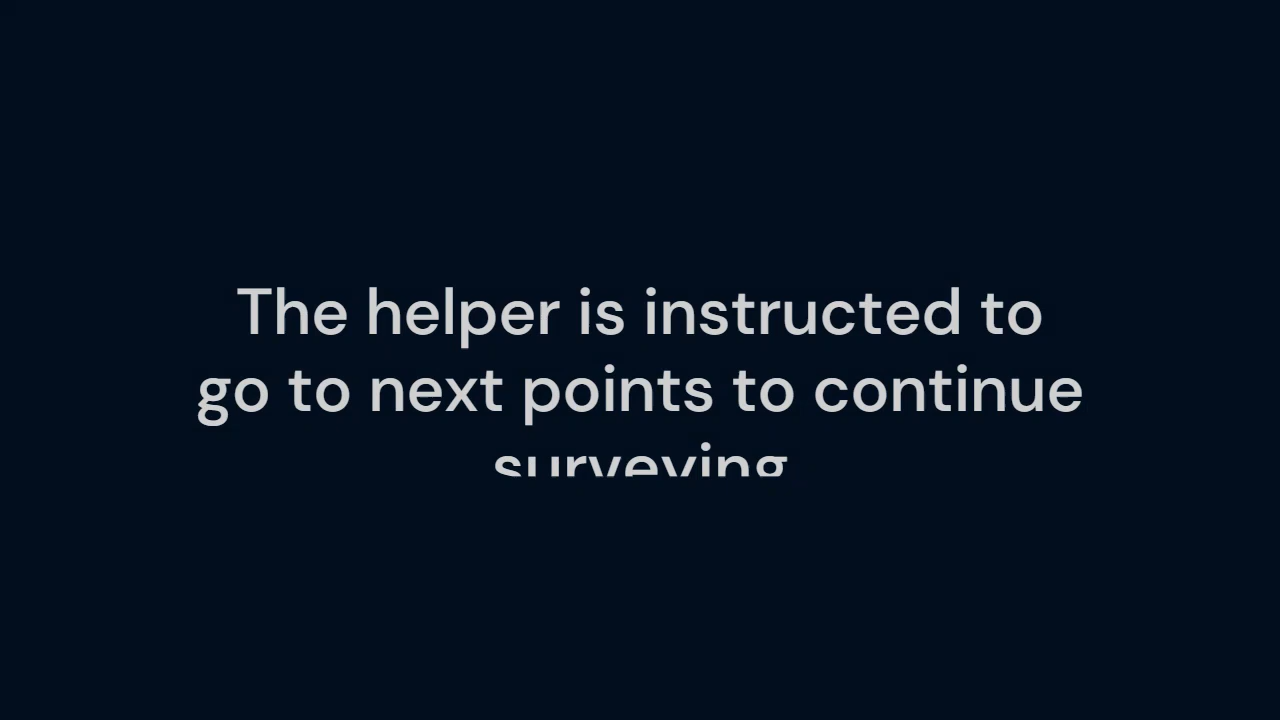 The helper is instructed to
go to next points to continue
surveying